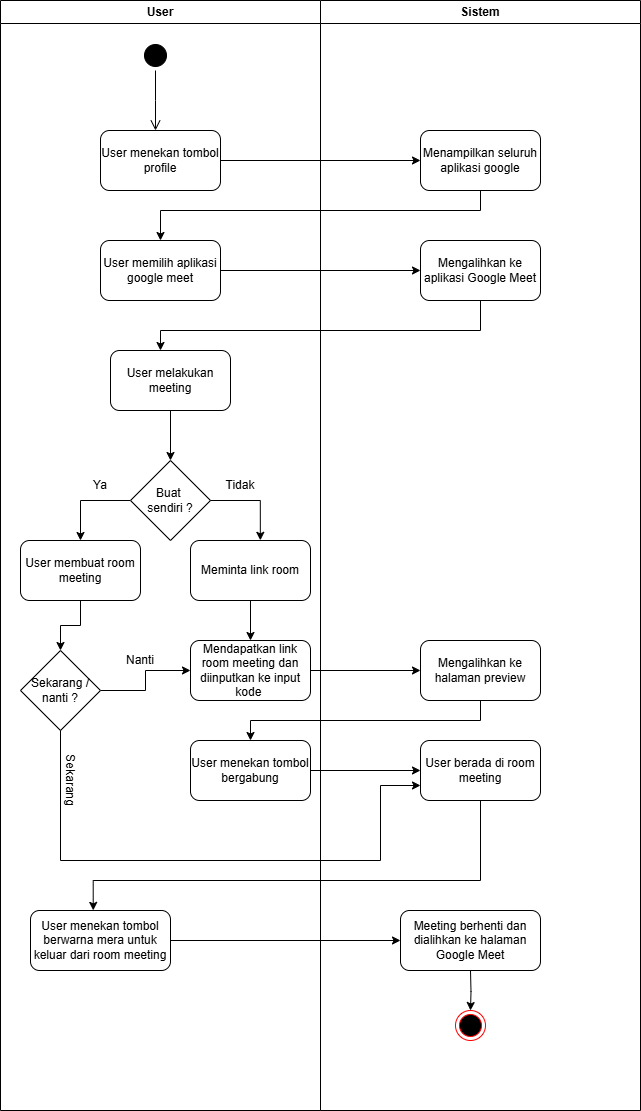 User
Sistem
User menekan tombol
profile
Menampilkan seluruh
aplikasi google
User memilih aplikasi
google meet
Mengalihkan ke
aplikasi Google Meet
User melakukan
meeting
Buat
sendiri ?
Ya
Tidak
User membuat room
meeting
Meminta link room
Sekarang /
nanti ?
Nanti
Mendapatkan link
room meeting dan
diinputkan ke input
kode
Mengalihkan ke
halaman preview
Sekarang
User menekan tombol
bergabung
User berada di room
meeting
User menekan tombol
berwarna mera untuk
keluar dari room meeting
Meeting berhenti dan
dialihkan ke halaman
Google Meet